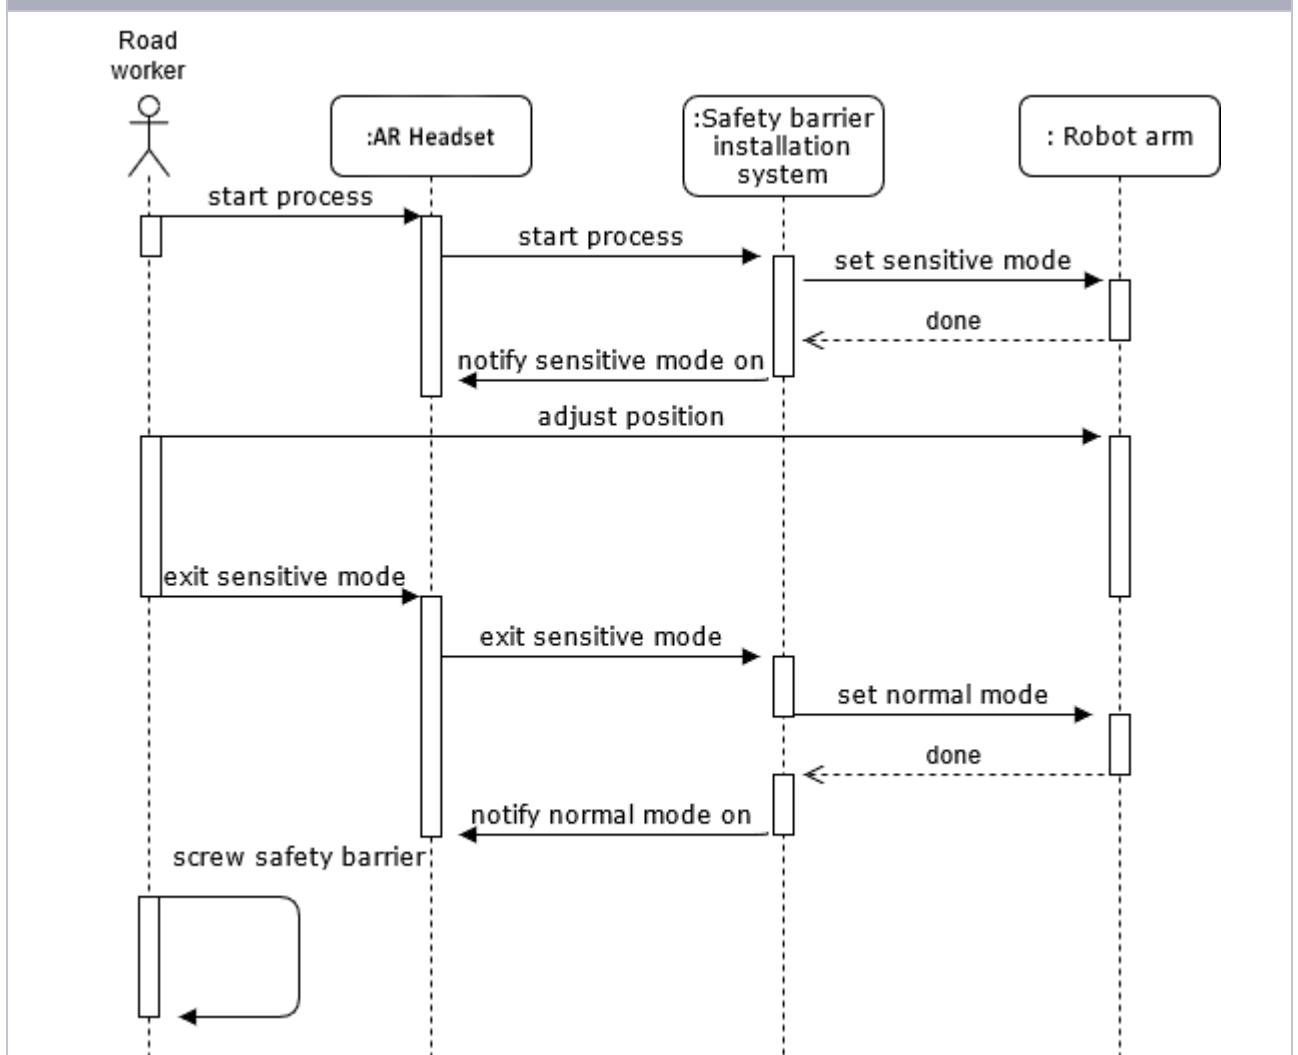 Road
worker
:AR Headset
:Safety barrier
installation
system
: Robot arm
start process
start process
set sensitive mode
done
notify sensitive mode on
adjust position
exit sensitive mode
exit sensitive mode
set normal mode
done
notify normal mode on
screw safety barrier